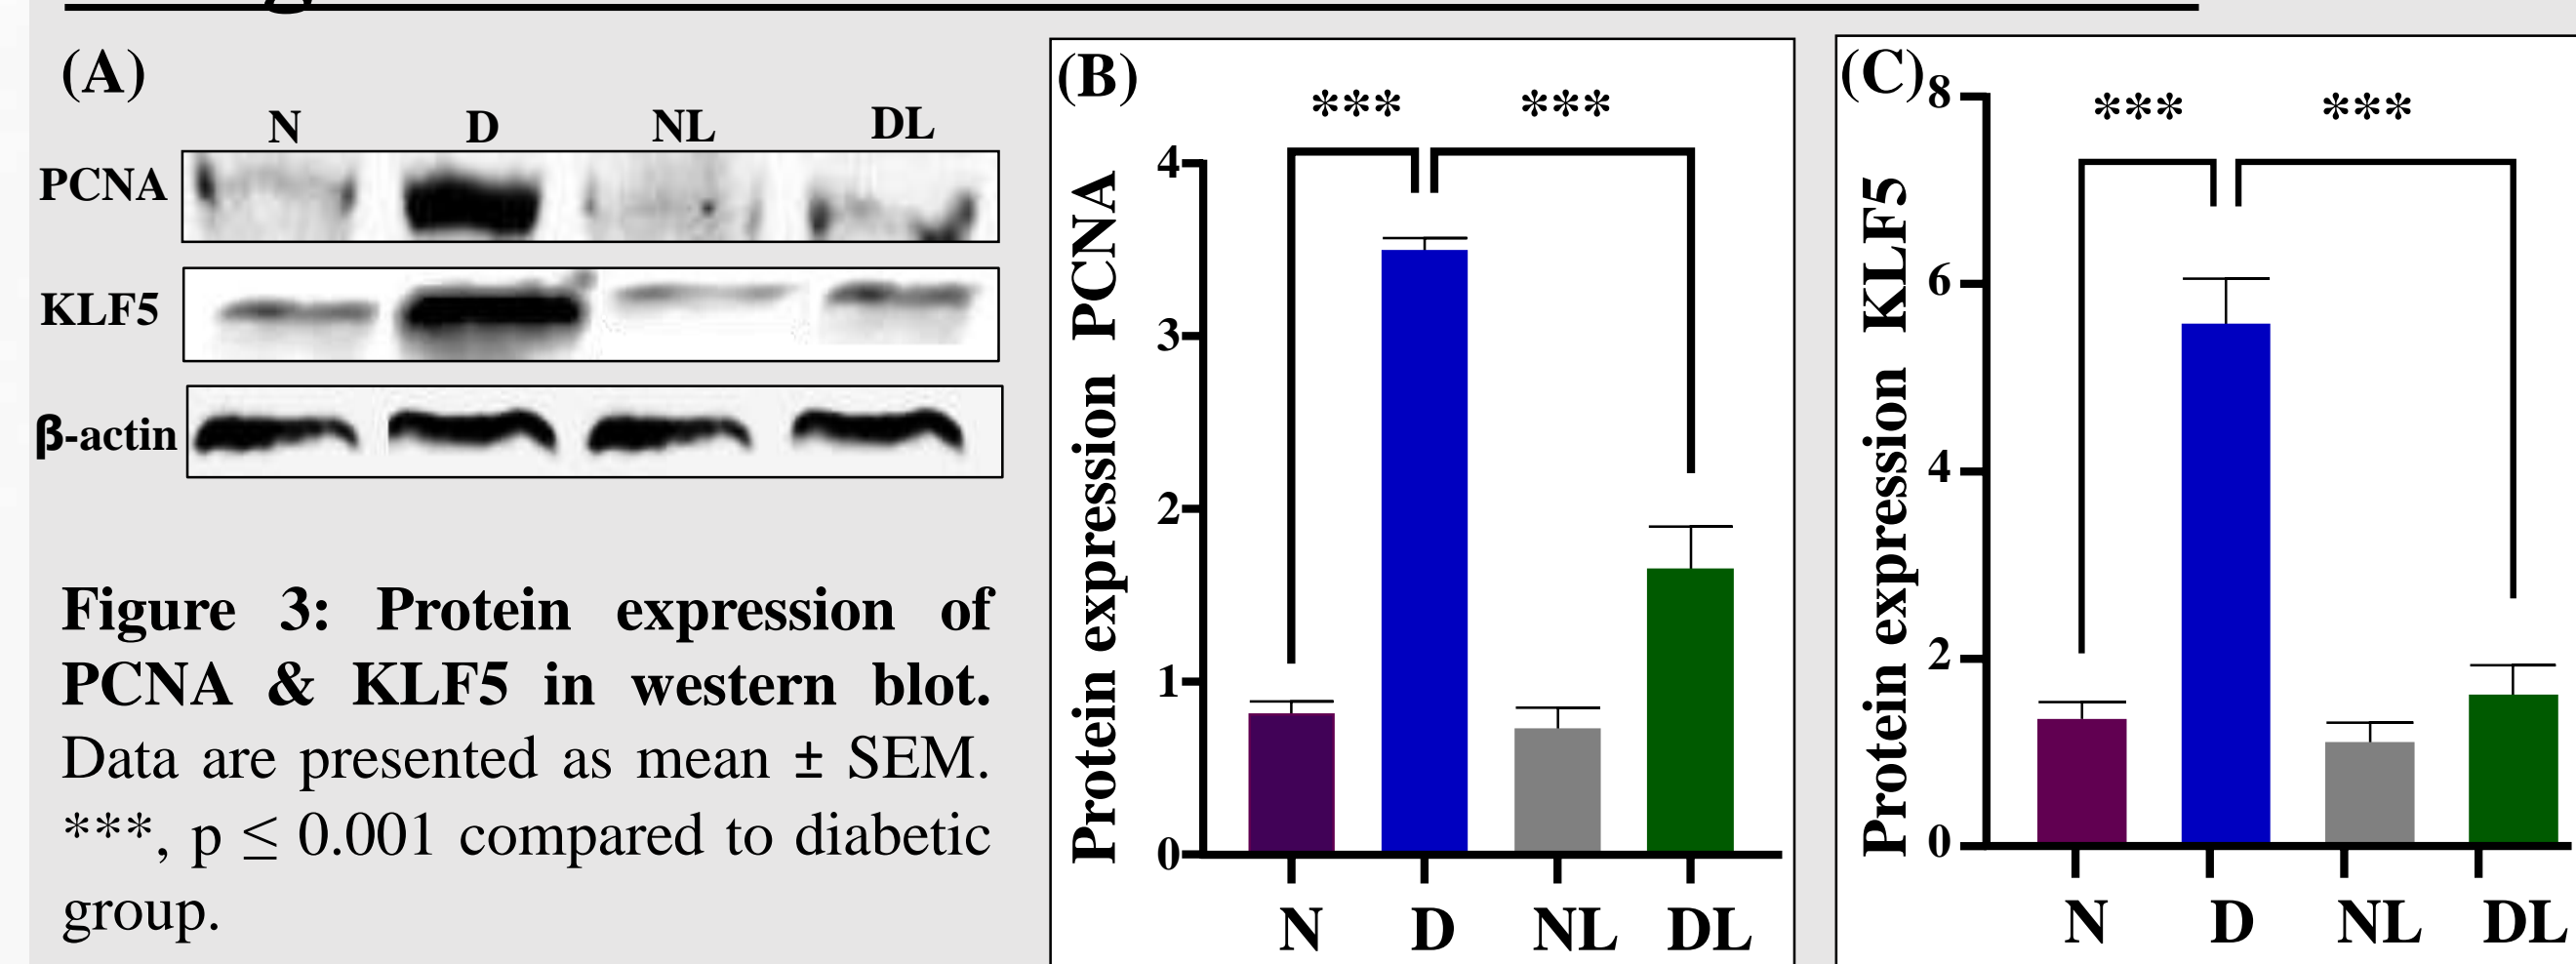 (A)
N D NL DL
PCNA
KLF5
β-actin
Figure 3: Protein expression of
PCNA & KLF5 in western blot.
Data are presented as mean ± SEM.
***, p ≤ 0.001 compared to diabetic
group.
(B)
*** ***
Protein expression PCNA
4
3
2
1
0
N D NL DL
(C)
*** ***
Protein expression KLF5
8
6
4
2
0
N D NL DL